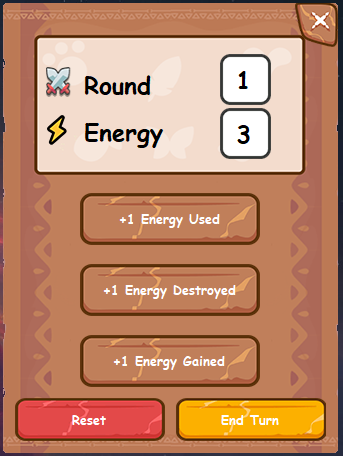 Round 1
Energy 3
+1 Energy Used
+1 Energy Destroyed
+1 Energy Gained
Reset End Turn